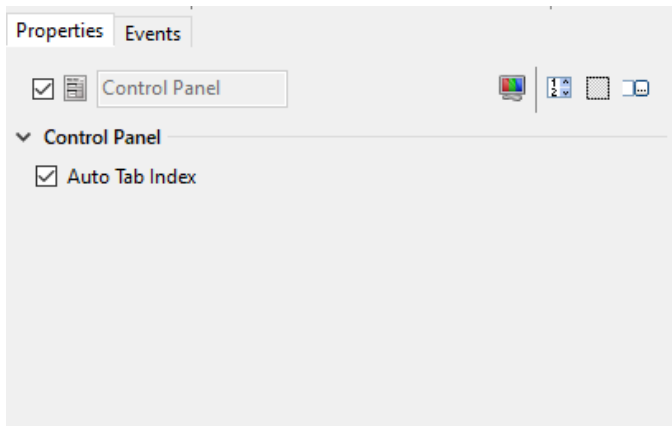 Properties Events
Control Panel
Control Panel
Auto Tab Index